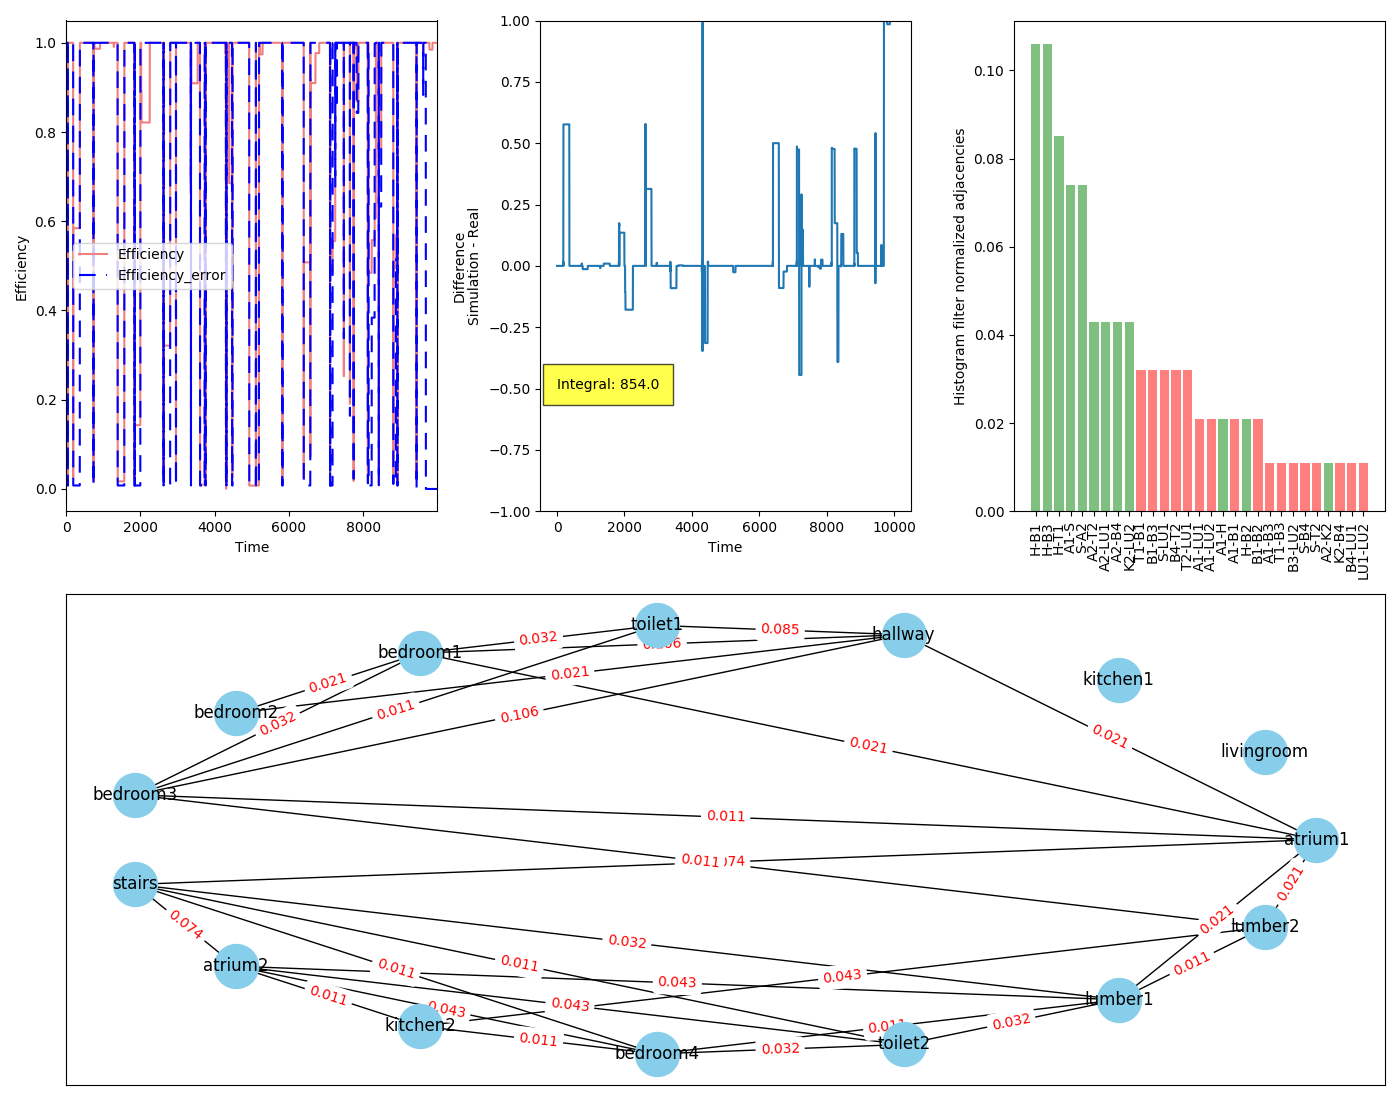 1.0
0.8
0.6
0.4
0.2
0.0
Efficiency
Efficiency
Efficiency_error
0
2000
4000
6000
8000
Time
1.00
0.75
0.50
0.25
0.00
−0.25
−0.50
−0.75
−1.00
Difference
Simulation - Real
Integral: 854.0
0
2000
4000
6000
8000
10000
Time
0.10
0.08
0.06
0.04
0.02
0.00
Histogram filter normalized adjacencies
H-B1
H-B3
H-T1
A1-S
S-A2
A2-T2
A2-LU1
A2-B4
K2-LU2
T1-B1
B1-B3
S-LU1
B4-T2
T2-LU1
A1-LU1
A1-LU2
A1-H
A1-B1
H-B2
B1-B2
A1-B3
T1-B3
B3-LU2
S-B4
S-T2
A2-K2
K2-B4
B4-LU1
LU1-LU2
toilet1
bedroom1
0.032
0.085
hallway
0.021
0.021
bedroom2
0.032
0.011
0.106
kitchen1
0.021
0.021
livingroom
bedroom3
0.011
atrium1
0.011
stairs
0.021
0.074
0.032
0.021
lumber2
atrium2
0.011
0.011
0.043
0.043
0.011
lumber1
0.011
0.043
0.043
kitchen2
0.011
0.032
0.032
bedroom4
toilet2